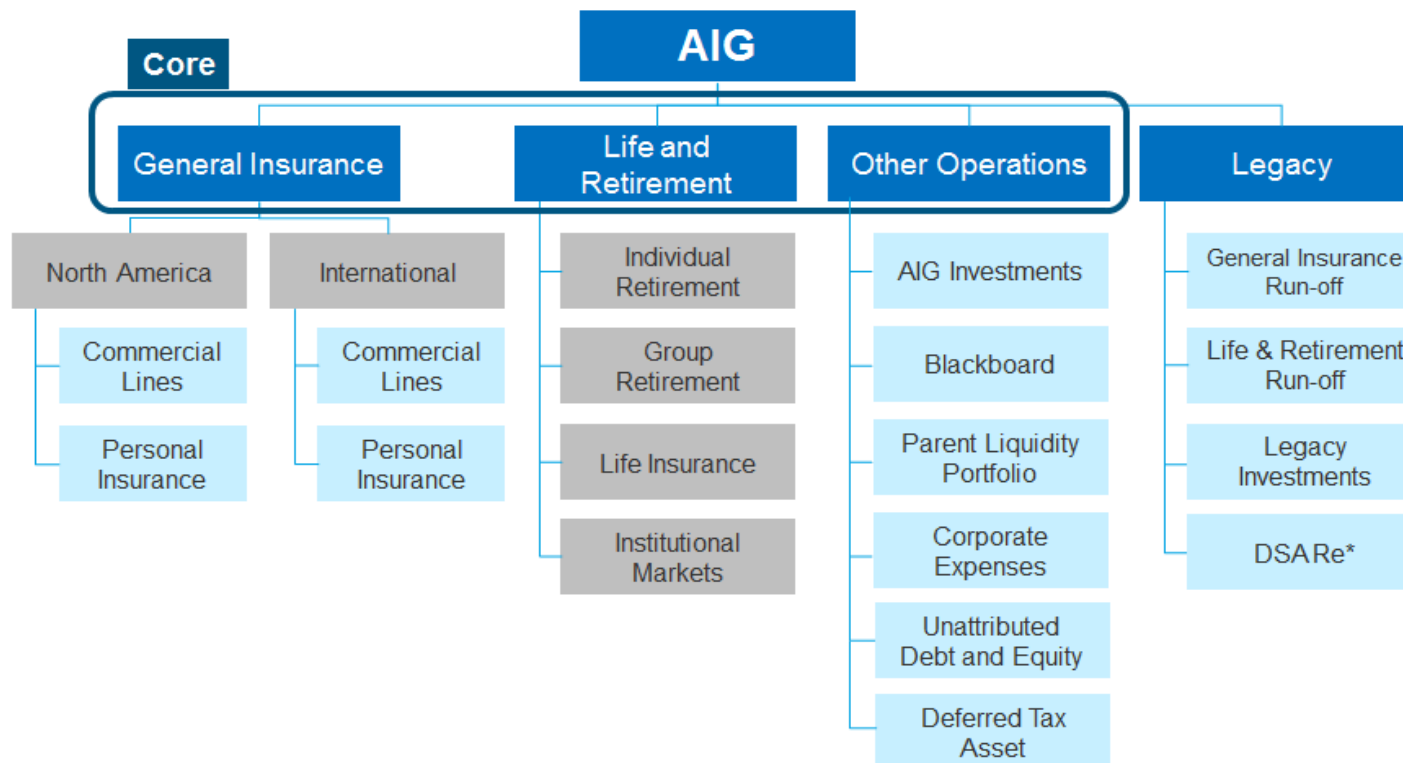 AIG
Core
General Insurance
Life and
Retirement
Other Operations
Legacy
North America
International
Commercial
Lines
Personal
Insurance
Commercial
Lines
Personal
Insurance
Individual
Retirement
Group
Retirement
Life Insurance
Institutional
Markets
AIG Investments
Blackboard
Parent Liquidity
Portfolio
Corporate
Expenses
Unattributed
Debt and Equity
Deferred Tax
Asset
General Insurance
Run-off
Life & Retirement
Run-off
Legacy
Investments
DSA Re*